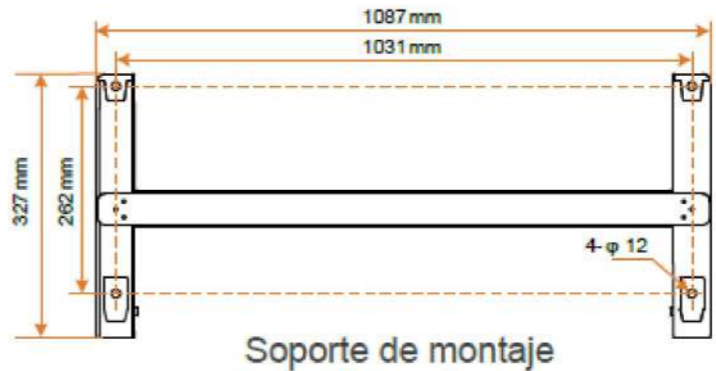 1087 mm
1031 mm
327 mm
262 mm
4- φ 12
Soporte de montaje